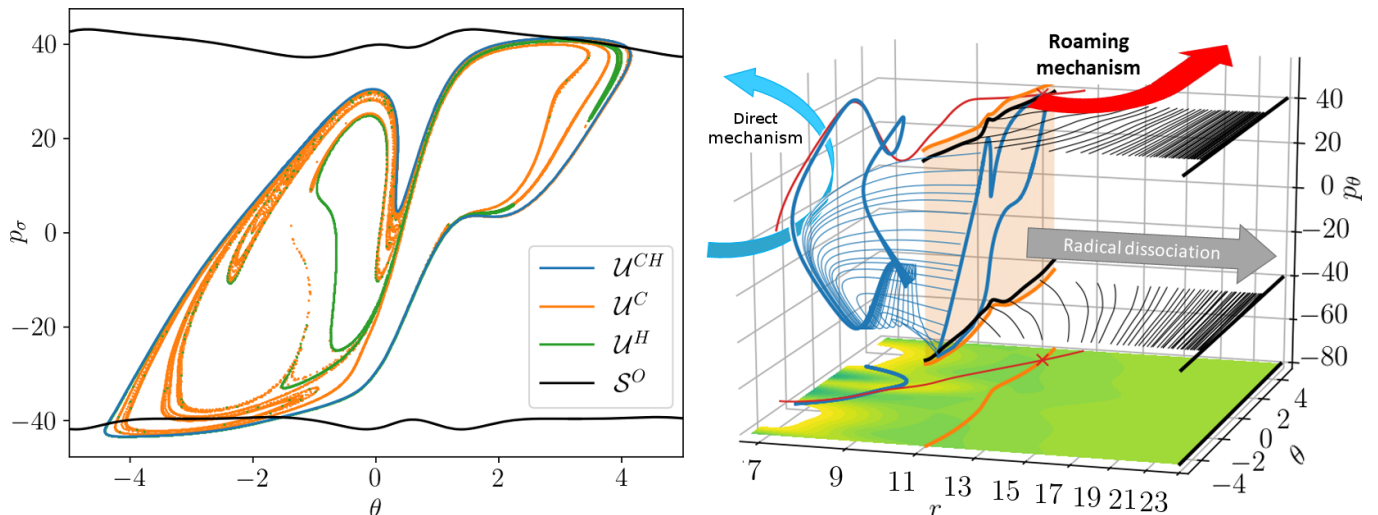 40
20
0
−20
−40
p_σ
−4
−2
0
2
4
θ
𝒰^{CH}
𝒰^{C}
𝒰^{H}
𝒮^{O}
Roaming
mechanism
Direct
mechanism
Radical dissociation
40
20
0
−20
−40
−60
−80
p_θ
4
2
0
−2
−4
θ
7
9
11
13
15
17
19
21
23
r